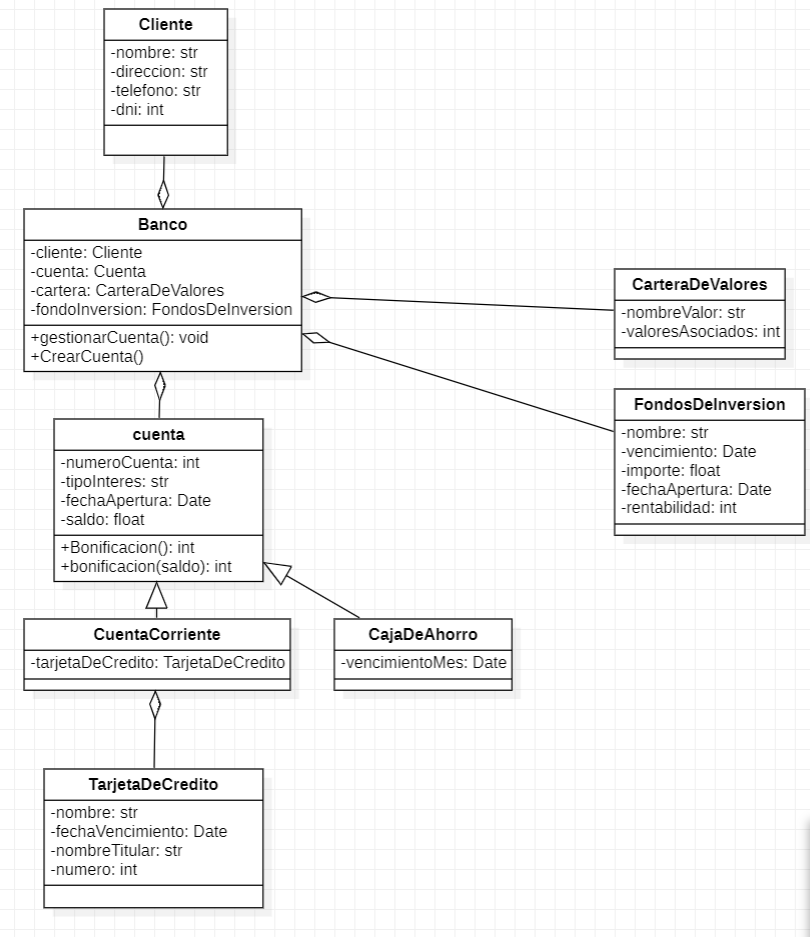 Cliente
-nombre: str
-direccion: str
-telefono: str
-dni: int
Banco
-cliente: Cliente
-cuenta: Cuenta
-cartera: CarteraDeValores
-fondoInversion: FondosDeInversion
+gestionarCuenta(): void
+CrearCuenta()
CarteraDeValores
-nombreValor: str
-valoresAsociados: int
FondosDeInversion
-nombre: str
-vencimiento: Date
-importe: float
-fechaApertura: Date
-rentabilidad: int
cuenta
-numeroCuenta: int
-tipoInteres: str
-fechaApertura: Date
-saldo: float
+Bonificacion(): int
+bonificacion(saldo): int
CuentaCorriente
-tarjetaDeCredito: TarjetaDeCredito
CajaDeAhorro
-vencimientoMes: Date
TarjetaDeCredito
-nombre: str
-fechaVencimiento: Date
-nombreTitular: str
-numero: int